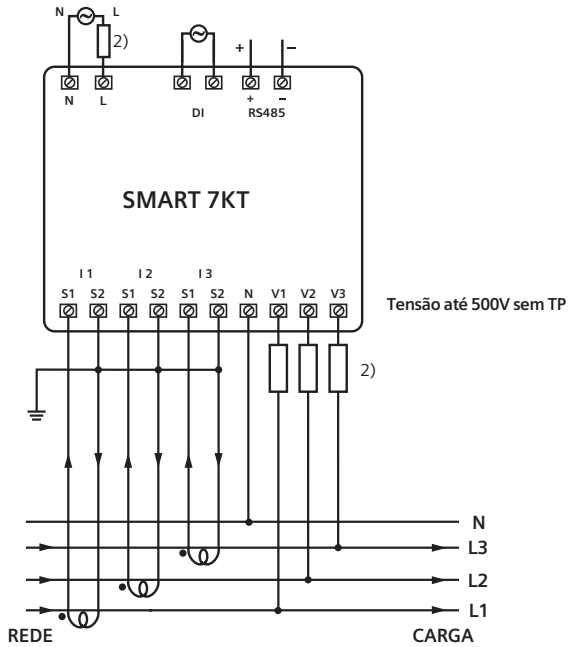 N L
2)
+ –
N L
+ –
DI RS485
SMART 7KT
I 1 I 2 I 3
S1 S2 S1 S2 S1 S2 N V1 V2 V3
Tensão até 500V sem TP
2)
N
L3
L2
L1
REDE CARGA